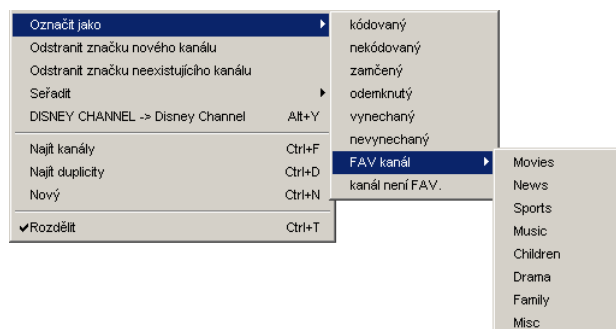 Označit jako
Odstranit značku nového kanálu
Odstranit značku neexistujícího kanálu
Seřadit
DISNEY CHANNEL -> Disney Channel Alt+Y
Najít kanály Ctrl+F
Najít duplicity Ctrl+D
Nový Ctrl+N
Rozdělit Ctrl+T
kódovaný
nekódovaný
zamčený
odemknutý
vynechaný
nevynechaný
FAV kanál
kanál není FAV.
Movies
News
Sports
Music
Children
Drama
Family
Misc